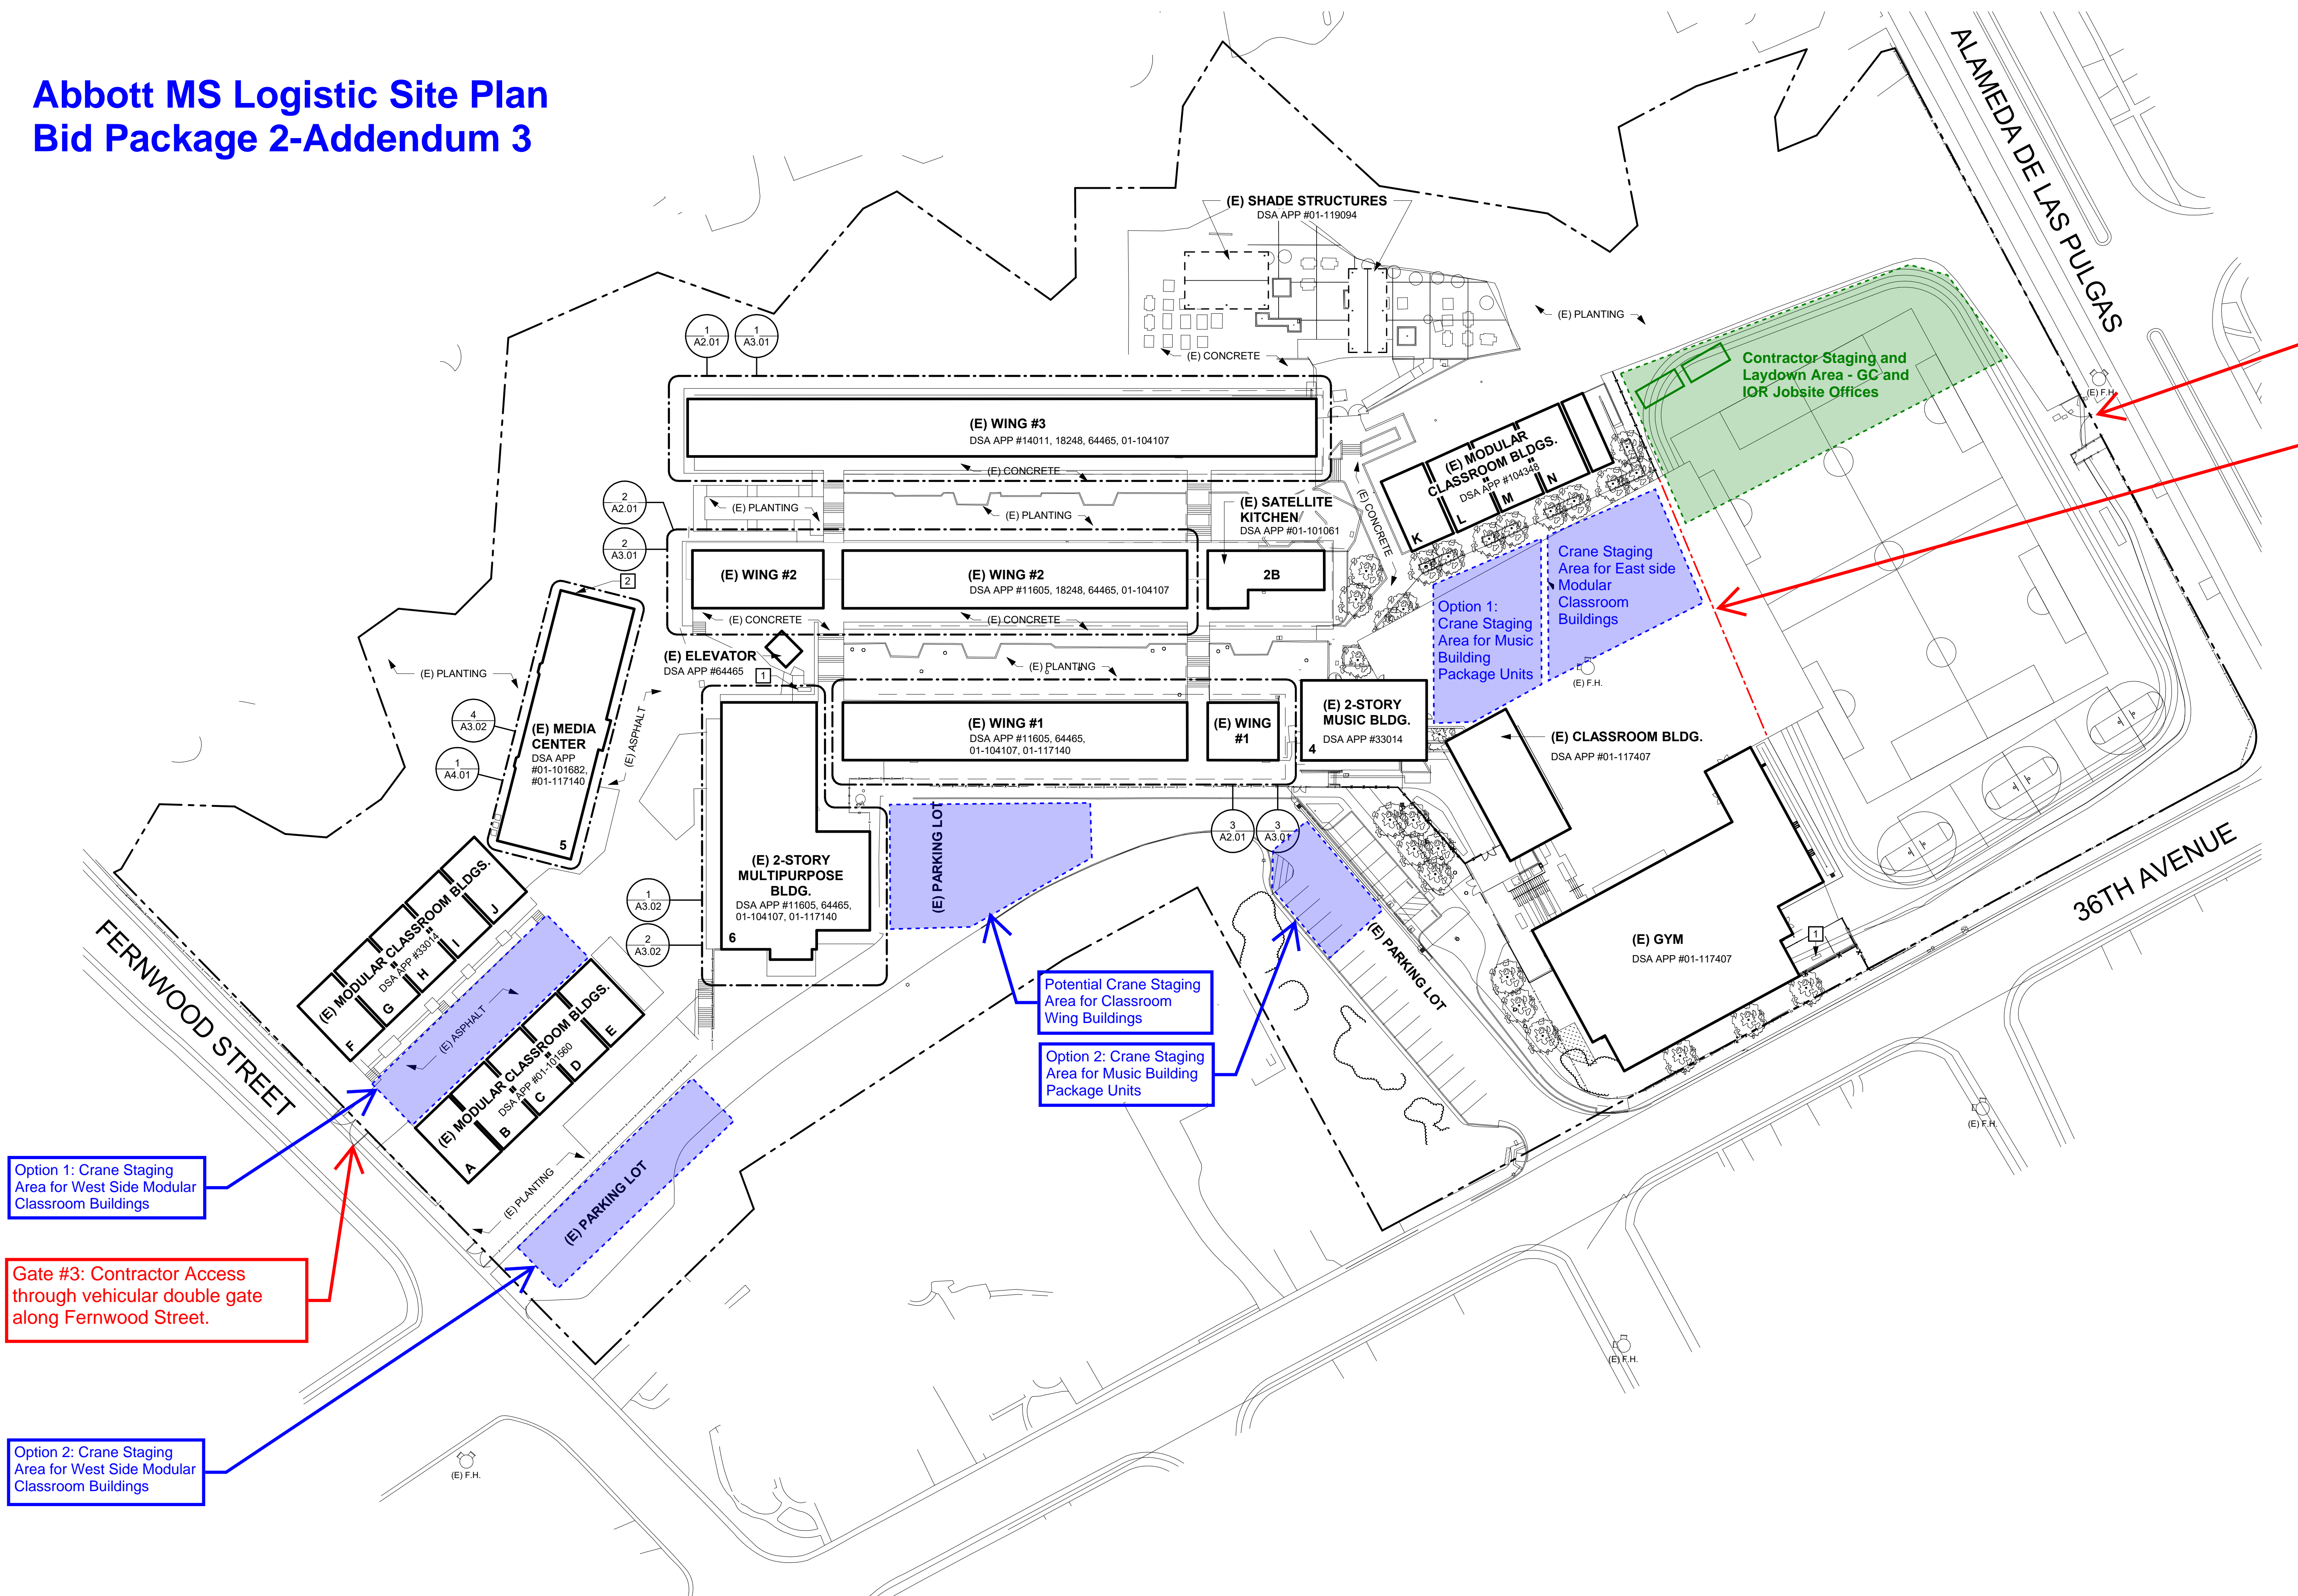 Abbott MS Logistic Site Plan
Bid Package 2-Addendum 3
ALAMEDA DE LAS PULGAS
(E) SHADE STRUCTURES
DSA APP #01-119094
(E) PLANTING
(E) CONCRETE
1
A2.01
1
A3.01
Contractor Staging and
Laydown Area - GC and
IOR Jobsite Offices
(E) F.H.
(E) WING #3
DSA APP #14011, 18248, 64465, 01-104107
(E) CONCRETE
(E) MODULAR
CLASSROOM BLDGS.
DSA APP #104348
K
L
M
N
2
A2.01
(E) PLANTING
(E) PLANTING
(E) SATELLITE
KITCHEN
DSA APP #01-101061
(E) CONCRETE
2
A3.01
(E) WING #2
(E) WING #2
DSA APP #11605, 18248, 64465, 01-104107
2B
2
(E) CONCRETE
(E) CONCRETE
Crane Staging
Area for East side
Modular
Classroom
Buildings
Option 1:
Crane Staging
Area for Music
Building
Package Units
(E) F.H.
(E) ELEVATOR
DSA APP #64465
1
(E) PLANTING
(E) PLANTING
4
A3.02
1
A4.01
(E) MEDIA
CENTER
DSA APP
#01-101682,
#01-117140
5
(E) ASPHALT
(E) WING #1
DSA APP #11605, 64465,
01-104107, 01-117140
(E) WING
#1
(E) 2-STORY
MUSIC BLDG.
DSA APP #33014
4
(E) CLASSROOM BLDG.
DSA APP #01-117407
3
A2.01
3
A3.01
(E) PARKING LOT
(E) 2-STORY
MULTIPURPOSE
BLDG.
DSA APP #11605, 64465,
01-104107, 01-117140
6
1
A3.02
2
A3.02
36TH AVENUE
(E) GYM
DSA APP #01-117407
1
(E) PARKING LOT
FERNWOOD STREET
(E) MODULAR CLASSROOM BLDGS.
DSA APP #33014
F
G
H
I
J
(E) ASPHALT
(E) MODULAR CLASSROOM BLDGS.
DSA APP #01-101560
A
B
C
D
E
Potential Crane Staging
Area for Classroom
Wing Buildings
Option 2: Crane Staging
Area for Music Building
Package Units
(E) F.H.
Option 1: Crane Staging
Area for West Side Modular
Classroom Buildings
(E) PLANTING
(E) PARKING LOT
Gate #3: Contractor Access
through vehicular double gate
along Fernwood Street.
(E) F.H.
Option 2: Crane Staging
Area for West Side Modular
Classroom Buildings
(E) F.H.